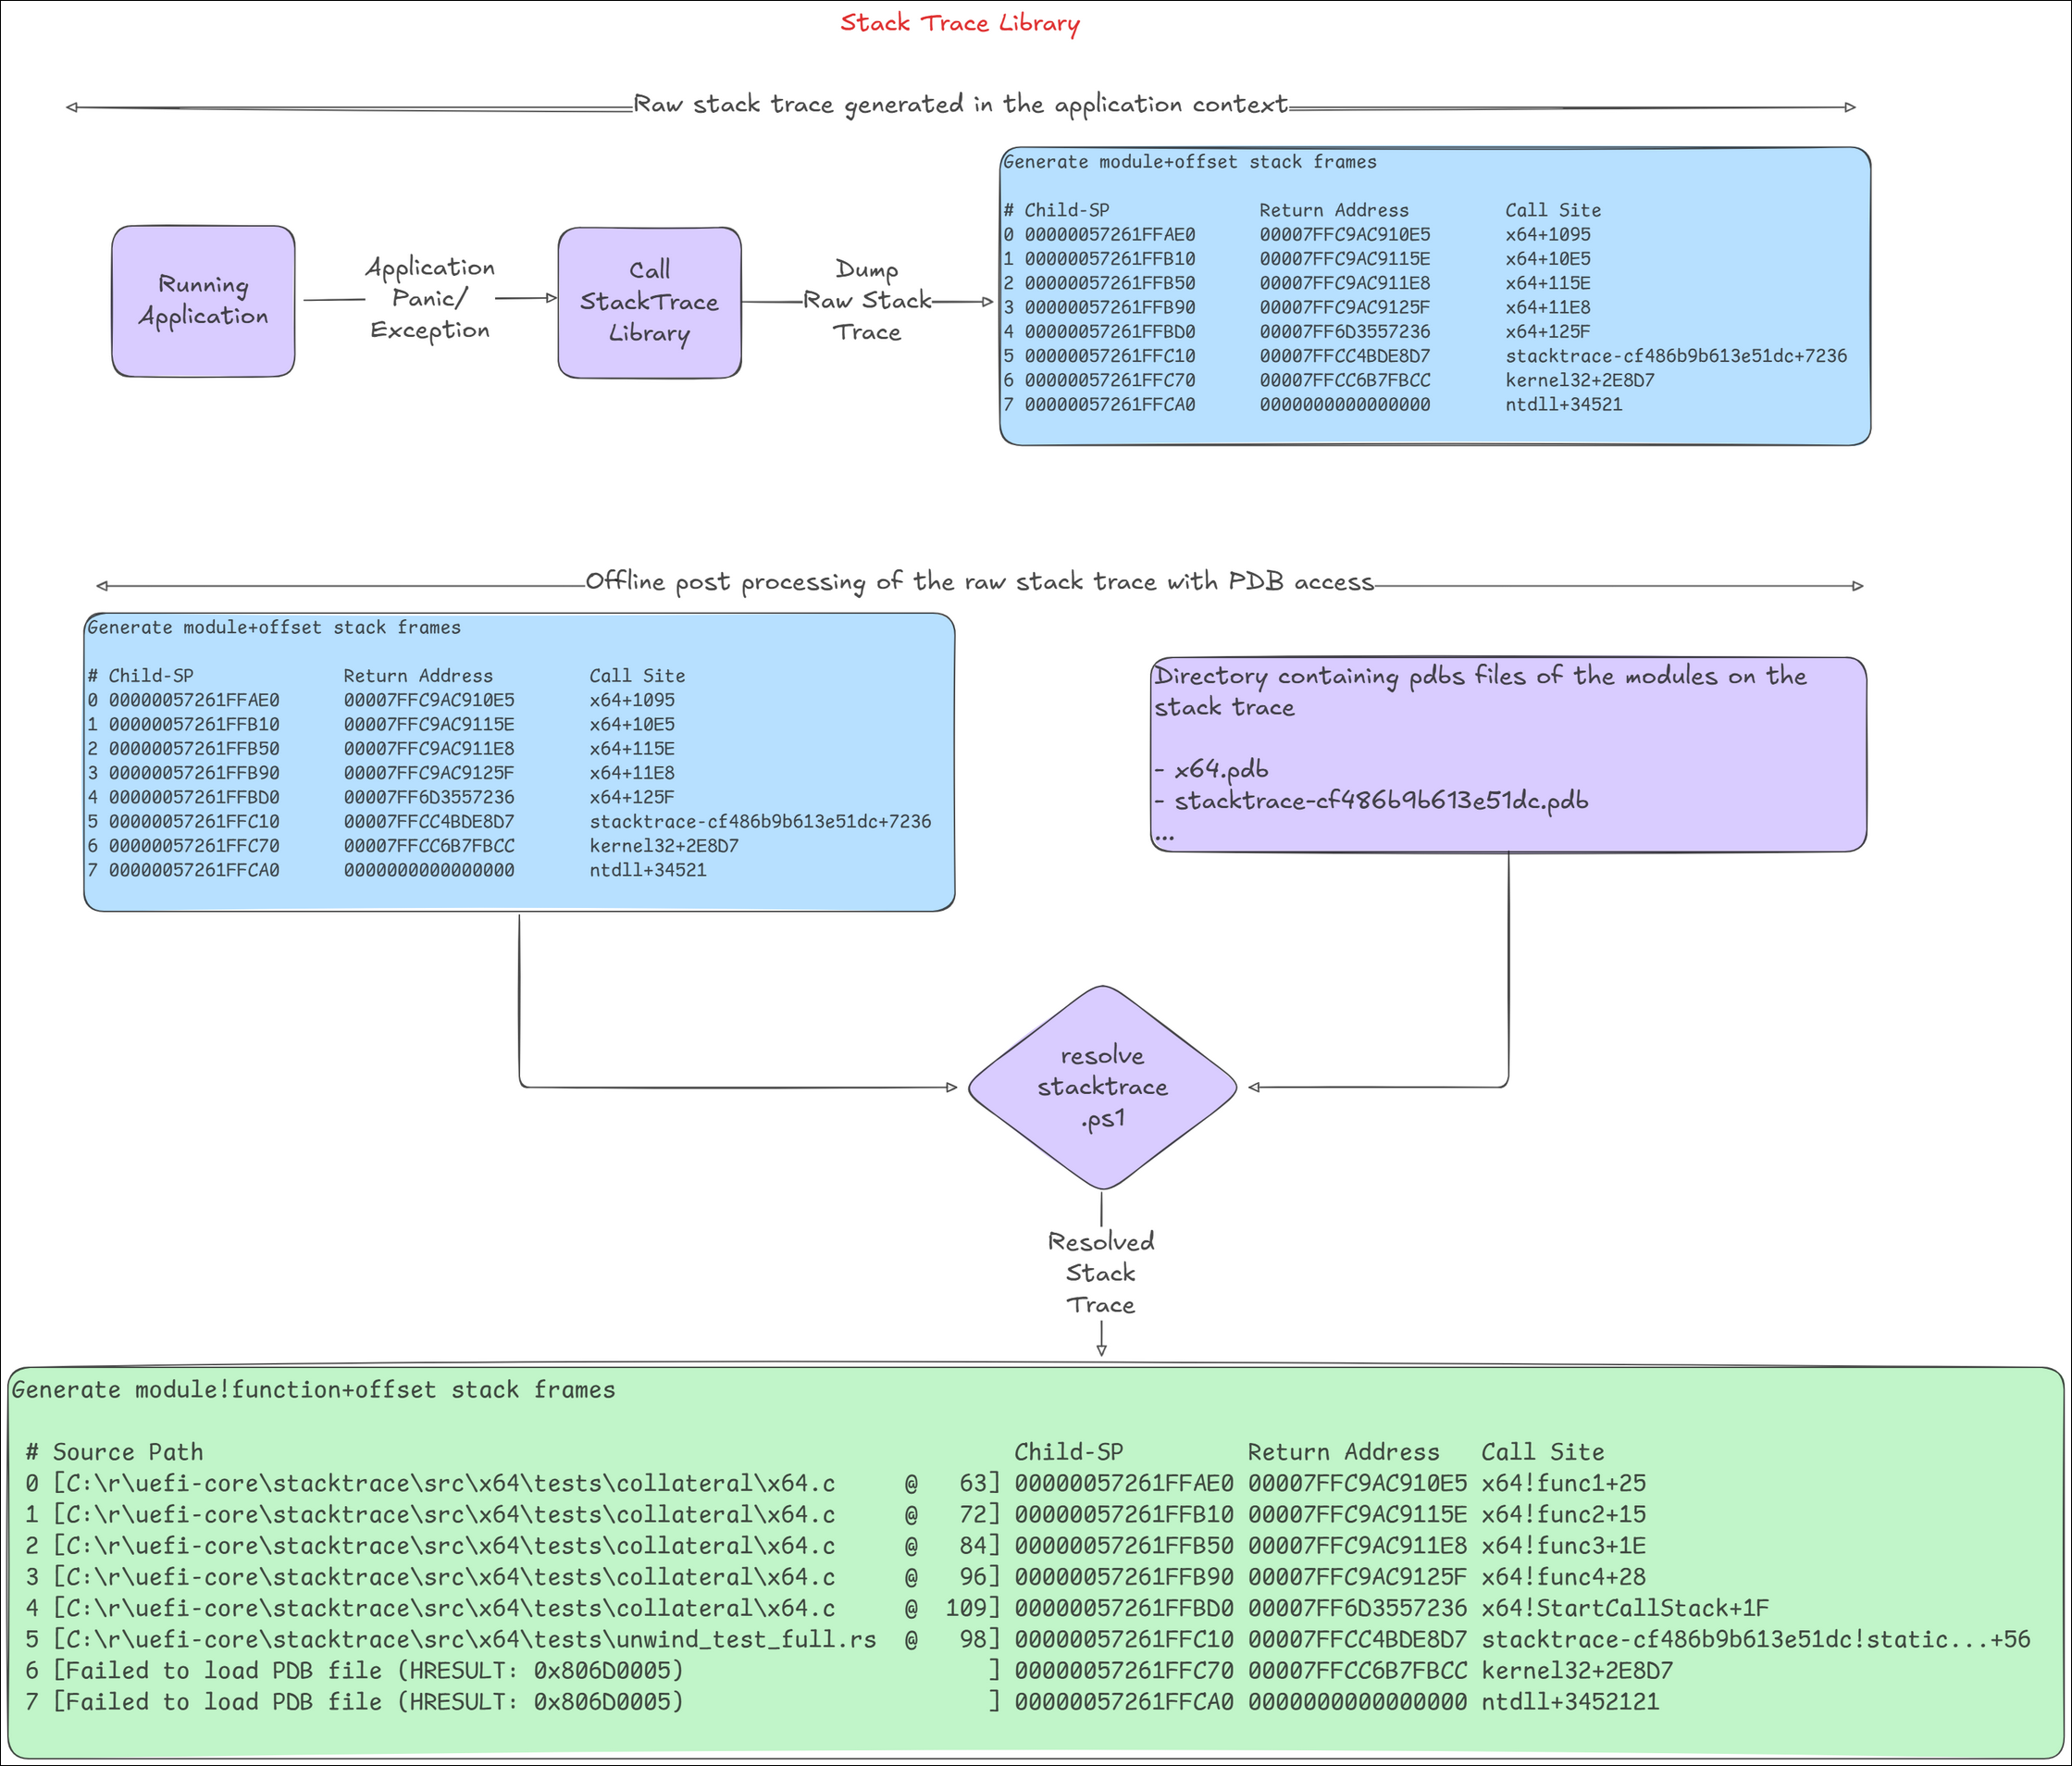 Stack Trace Library
Raw stack trace generated in the application context
Running
Application
Application
Panic/
Exception
Call
StackTrace
Library
Dump
Raw Stack
Trace
Generate module+offset stack frames
# Child-SP Return Address Call Site
0 00000057261FFAE0 00007FFC9AC910E5 x64+1095
1 00000057261FFB10 00007FFC9AC9115E x64+10E5
2 00000057261FFB50 00007FFC9AC911E8 x64+115E
3 00000057261FFB90 00007FFC9AC9125F x64+11E8
4 00000057261FFBD0 00007FF6D3557236 x64+125F
5 00000057261FFC10 00007FFCC4BDE8D7 stacktrace-cf486b9b613e51dc+7236
6 00000057261FFC70 00007FFCC6B7FBCC kernel32+2E8D7
7 00000057261FFCA0 0000000000000000 ntdll+34521
Offline post processing of the raw stack trace with PDB access
Generate module+offset stack frames
# Child-SP Return Address Call Site
0 00000057261FFAE0 00007FFC9AC910E5 x64+1095
1 00000057261FFB10 00007FFC9AC9115E x64+10E5
2 00000057261FFB50 00007FFC9AC911E8 x64+115E
3 00000057261FFB90 00007FFC9AC9125F x64+11E8
4 00000057261FFBD0 00007FF6D3557236 x64+125F
5 00000057261FFC10 00007FFCC4BDE8D7 stacktrace-cf486b9b613e51dc+7236
6 00000057261FFC70 00007FFCC6B7FBCC kernel32+2E8D7
7 00000057261FFCA0 0000000000000000 ntdll+34521
Directory containing pdbs files of the modules on the
stack trace
- x64.pdb
- stacktrace-cf486b9b613e51dc.pdb
...
resolve
stacktrace
.ps1
Resolved
Stack
Trace
Generate module!function+offset stack frames
# Source Path Child-SP Return Address Call Site
0 [C:\r\uefi-core\stacktrace\src\x64\tests\collateral\x64.c @ 63] 00000057261FFAE0 00007FFC9AC910E5 x64!func1+25
1 [C:\r\uefi-core\stacktrace\src\x64\tests\collateral\x64.c @ 72] 00000057261FFB10 00007FFC9AC9115E x64!func2+15
2 [C:\r\uefi-core\stacktrace\src\x64\tests\collateral\x64.c @ 84] 00000057261FFB50 00007FFC9AC911E8 x64!func3+1E
3 [C:\r\uefi-core\stacktrace\src\x64\tests\collateral\x64.c @ 96] 00000057261FFB90 00007FFC9AC9125F x64!func4+28
4 [C:\r\uefi-core\stacktrace\src\x64\tests\collateral\x64.c @ 109] 00000057261FFBD0 00007FF6D3557236 x64!StartCallStack+1F
5 [C:\r\uefi-core\stacktrace\src\x64\tests\unwind_test_full.rs @ 98] 00000057261FFC10 00007FFCC4BDE8D7 stacktrace-cf486b9b613e51dc!static...+56
6 [Failed to load PDB file (HRESULT: 0x806D0005) ] 00000057261FFC70 00007FFCC6B7FBCC kernel32+2E8D7
7 [Failed to load PDB file (HRESULT: 0x806D0005) ] 00000057261FFCA0 0000000000000000 ntdll+3452121